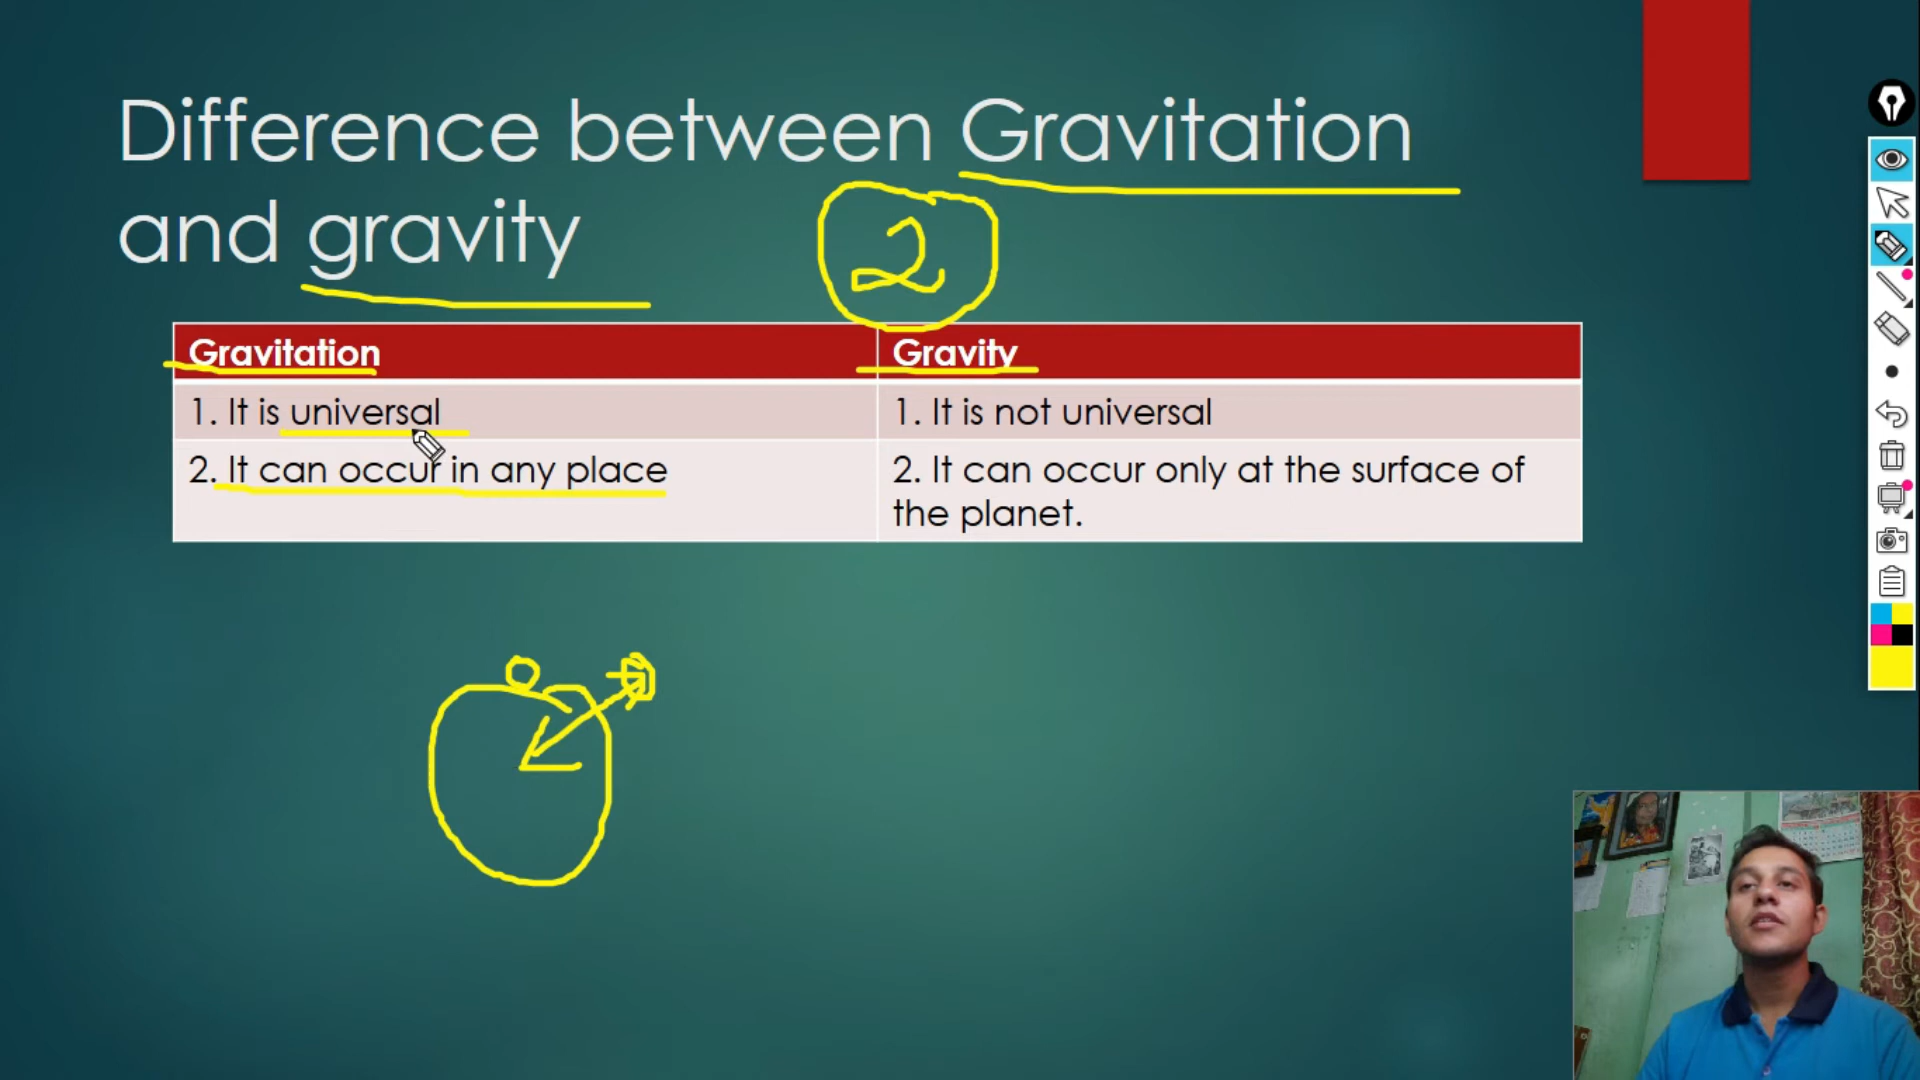 Difference between Gravitation
and gravity
2
Gravitation
Gravity
1. It is universal
1. It is not universal
2. It can occur in any place
2. It can occur only at the surface of
the planet.